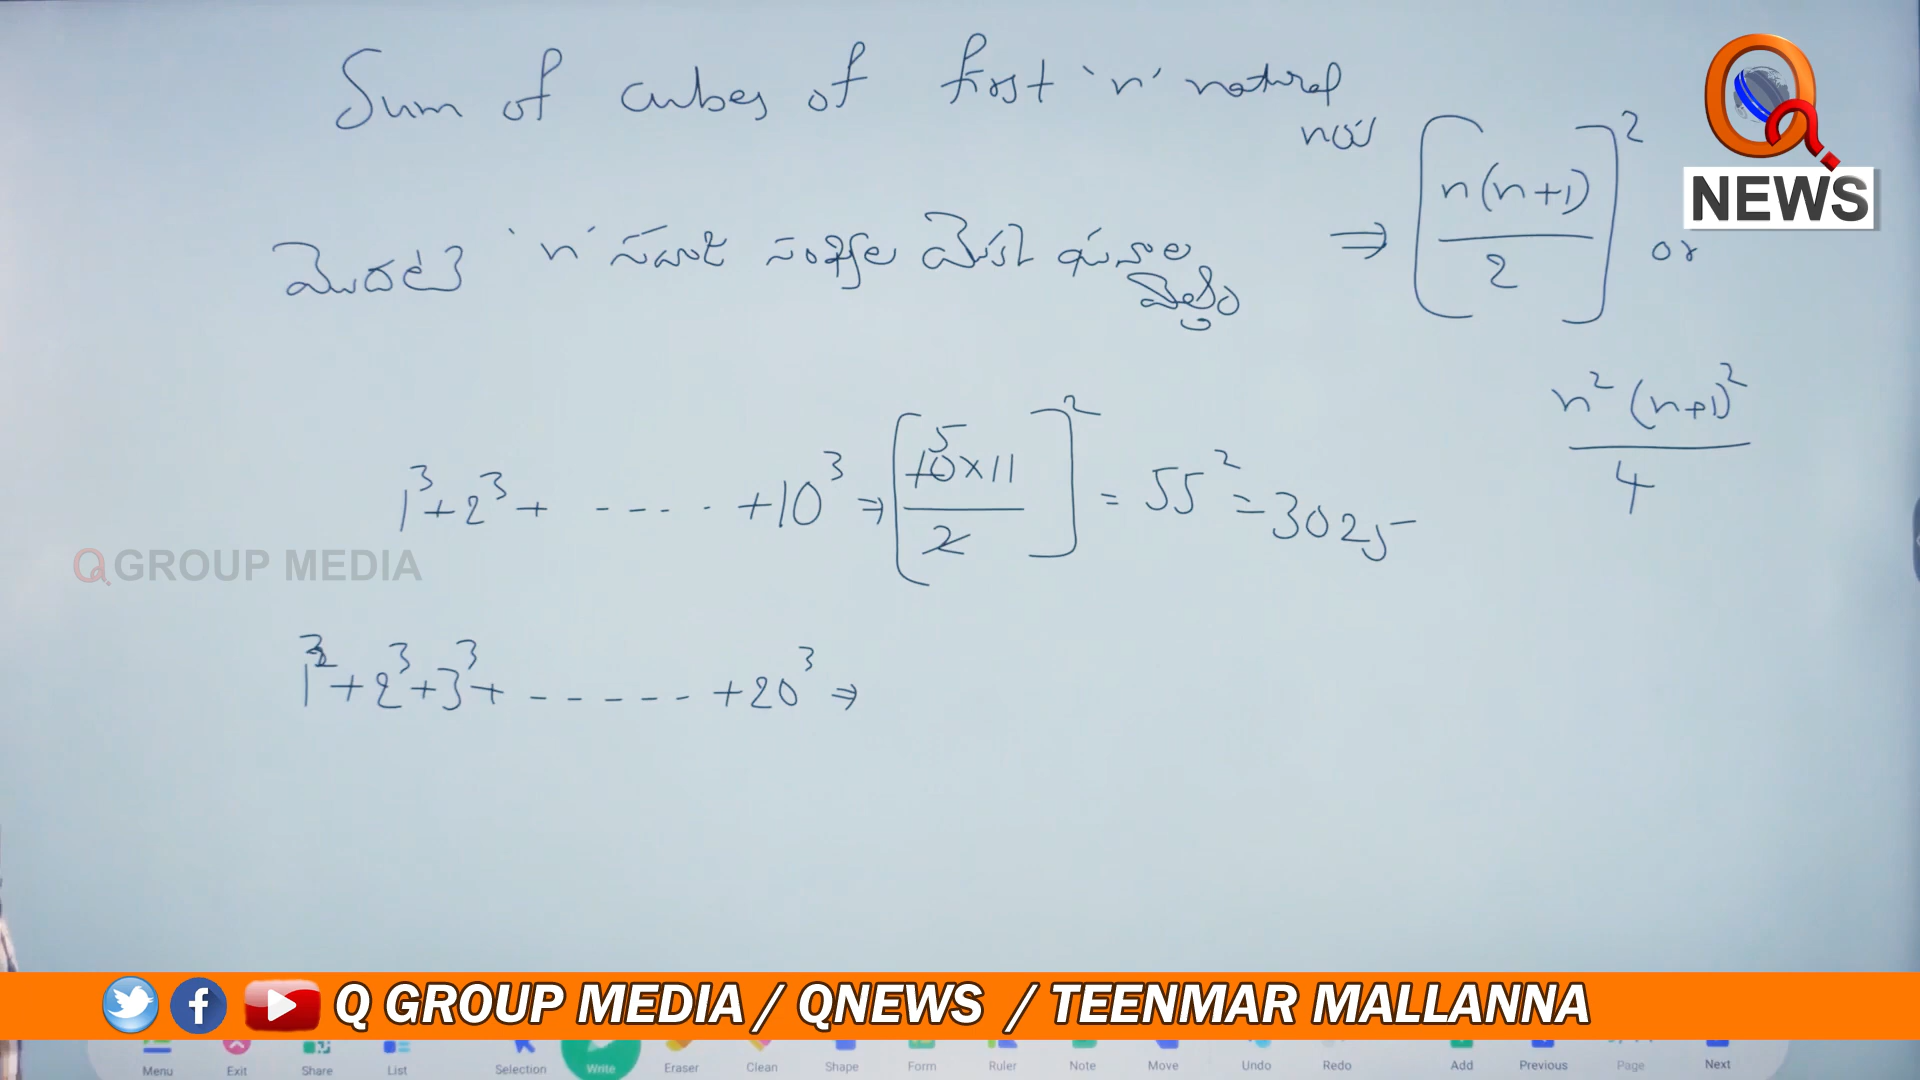 Sum of cubes of first 'n' natural
nos
⇒ [n(n+1)/2]² or
మొదటి 'n' సహజ సంఖ్యల యొక్క ఘనాల
మొత్తం
n²(n+1)²/4
1³+2³+ ----- +10³ ⇒ [10×11/2]² = 55² = 3025
5
1³+2³+3³+ ----- +20³ ⇒
Q NEWS
Q GROUP MEDIA
Q GROUP MEDIA / QNEWS / TEENMAR MALLANNA
Menu Exit Share List Selection Write Eraser Clean Shape Form Ruler Note Move Undo Redo Add Previous Page Next